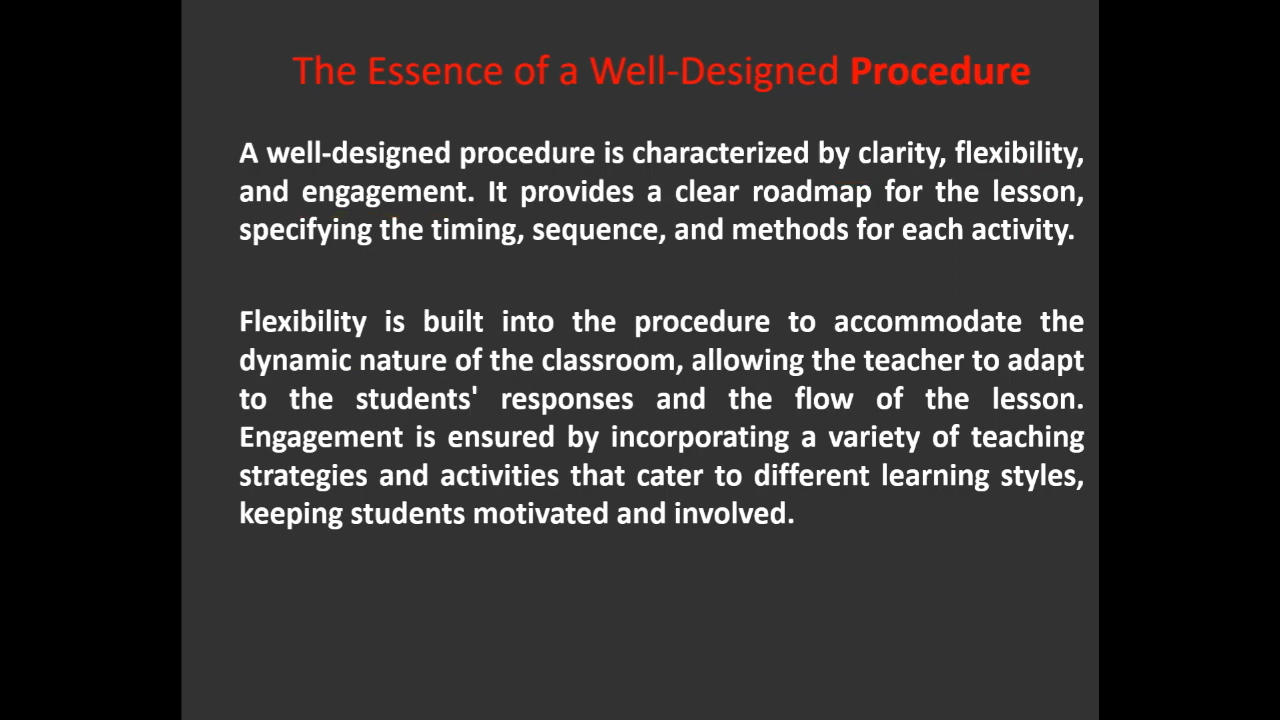 The Essence of a Well-Designed Procedure
A well-designed procedure is characterized by clarity, flexibility,
and engagement. It provides a clear roadmap for the lesson,
specifying the timing, sequence, and methods for each activity.
Flexibility is built into the procedure to accommodate the
dynamic nature of the classroom, allowing the teacher to adapt
to the students' responses and the flow of the lesson.
Engagement is ensured by incorporating a variety of teaching
strategies and activities that cater to different learning styles,
keeping students motivated and involved.